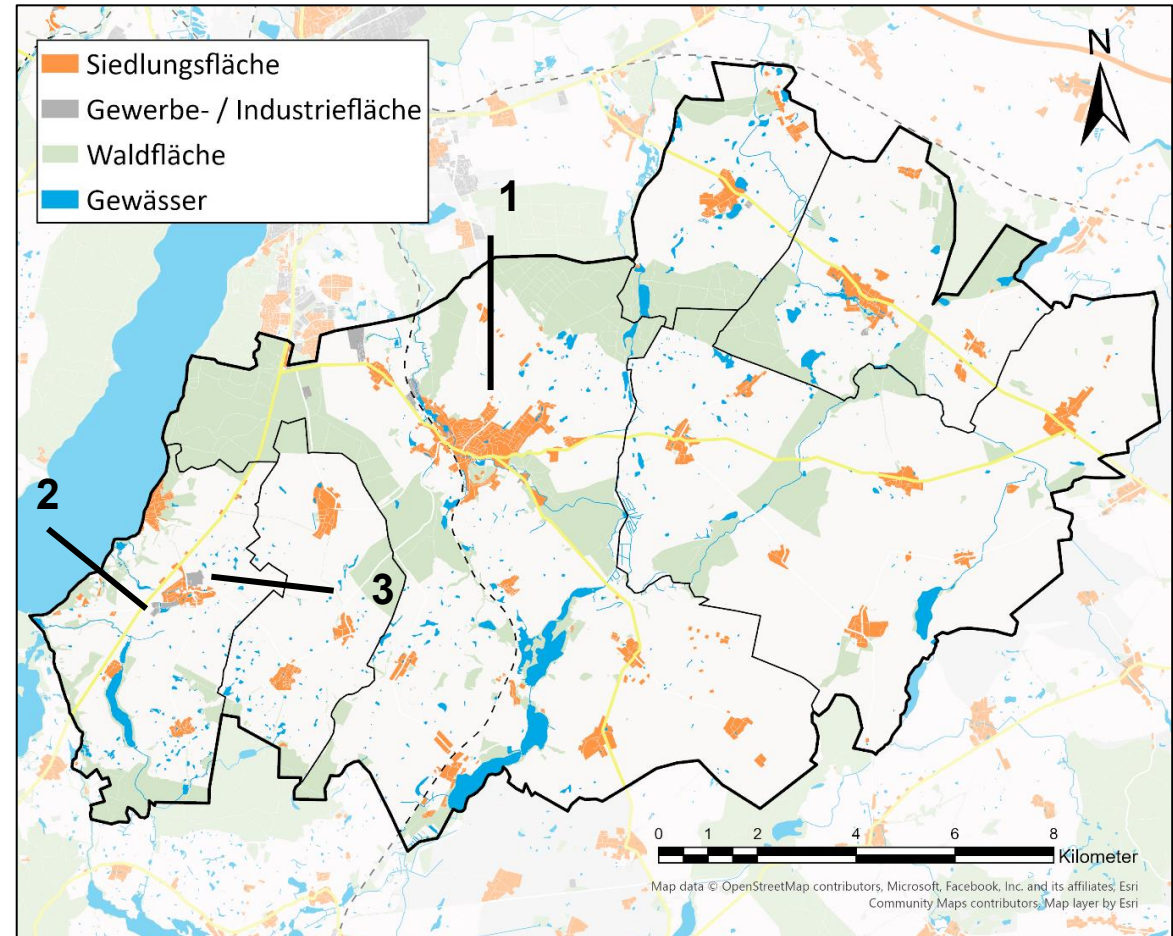 Siedlungsfläche
Gewerbe- / Industriefläche
Waldfläche
Gewässer
N
1
2
3
0 1 2 4 6 8
Kilometer
Map data © OpenStreetMap contributors, Microsoft, Facebook, Inc. and its affiliates, Esri
Community Maps contributors, Map layer by Esri